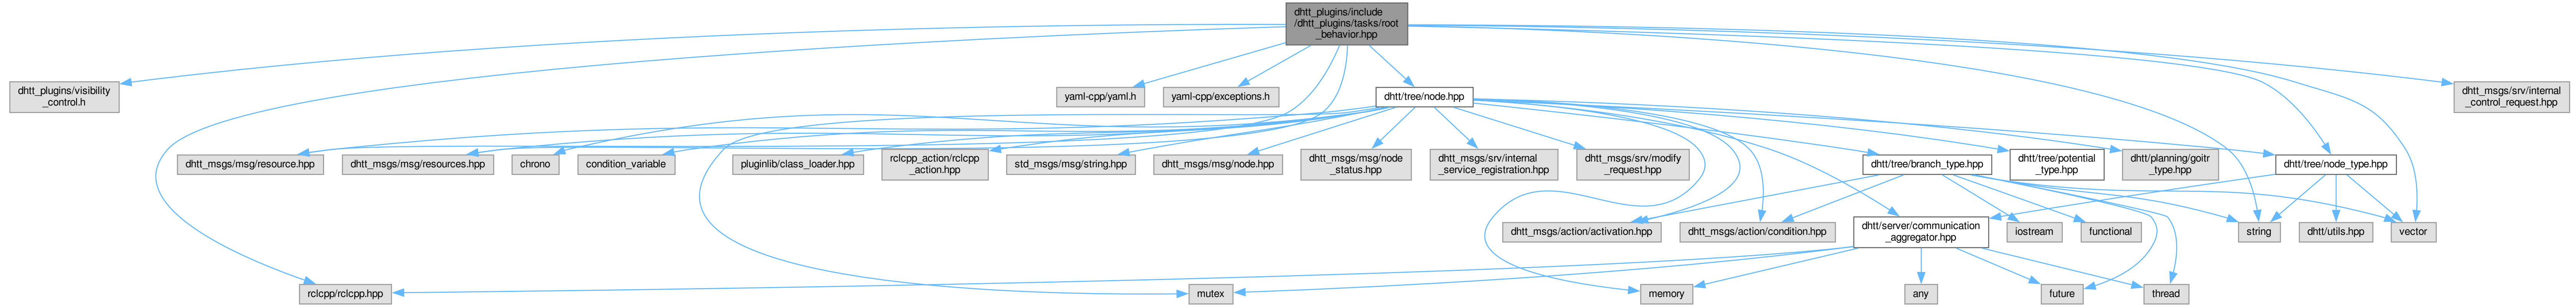 dhtt_plugins/include
/dhtt_plugins/tasks/root
_behavior.hpp
dhtt_plugins/visibility
_control.h
yaml-cpp/yaml.h
yaml-cpp/exceptions.h
dhtt/tree/node.hpp
dhtt_msgs/srv/internal
_control_request.hpp
dhtt_msgs/msg/resource.hpp
dhtt_msgs/msg/resources.hpp
chrono
condition_variable
pluginlib/class_loader.hpp
rclcpp_action/rclcpp
_action.hpp
std_msgs/msg/string.hpp
dhtt_msgs/msg/node.hpp
dhtt_msgs/msg/node
_status.hpp
dhtt_msgs/srv/internal
_service_registration.hpp
dhtt_msgs/srv/modify
_request.hpp
dhtt/tree/branch_type.hpp
dhtt/tree/potential
_type.hpp
dhtt/planning/goitr
_type.hpp
dhtt/tree/node_type.hpp
dhtt_msgs/action/activation.hpp
dhtt_msgs/action/condition.hpp
dhtt/server/communication
_aggregator.hpp
iostream
functional
string
dhtt/utils.hpp
vector
rclcpp/rclcpp.hpp
mutex
memory
any
future
thread